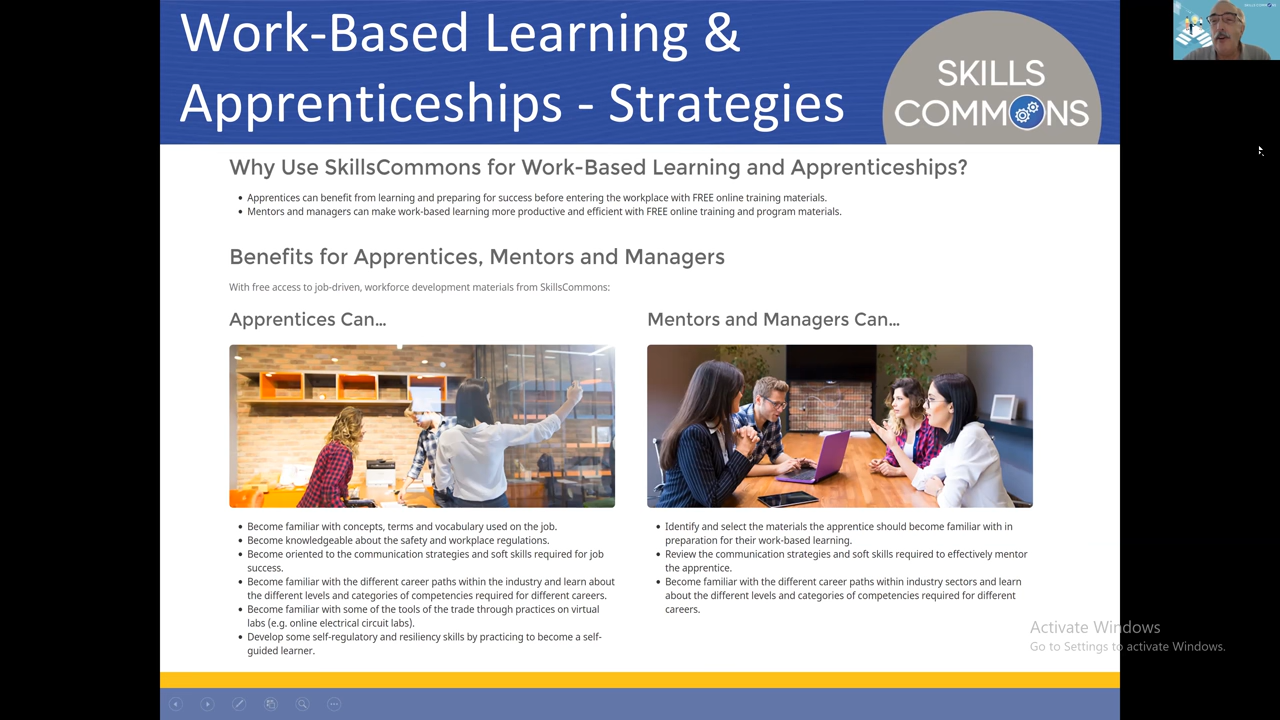 Work-Based Learning &
Apprenticeships - Strategies
SKILLS
COMMONS
Why Use SkillsCommons for Work-Based Learning and Apprenticeships?
• Apprentices can benefit from learning and preparing for success before entering the workplace with FREE online training materials.
• Mentors and managers can make work-based learning more productive and efficient with FREE online training and program materials.
Benefits for Apprentices, Mentors and Managers
With free access to job-driven, workforce development materials from SkillsCommons:
Apprentices Can...
• Become familiar with concepts, terms and vocabulary used on the job.
• Become knowledgeable about the safety and workplace regulations.
• Become oriented to the communication strategies and soft skills required for job
success.
• Become familiar with the different career paths within the industry and learn about
the different levels and categories of competencies required for different careers.
• Become familiar with some of the tools of the trade through practices on virtual
labs (e.g. online electrical circuit labs).
• Develop some self-regulatory and resiliency skills by practicing to become a self-
guided learner.
Mentors and Managers Can...
• Identify and select the materials the apprentice should become familiar with in
preparation for their work-based learning.
• Review the communication strategies and soft skills required to effectively mentor
the apprentice.
• Become familiar with the different career paths within industry sectors and learn
about the different levels and categories of competencies required for different
careers.
Activate Windows
Go to Settings to activate Windows.